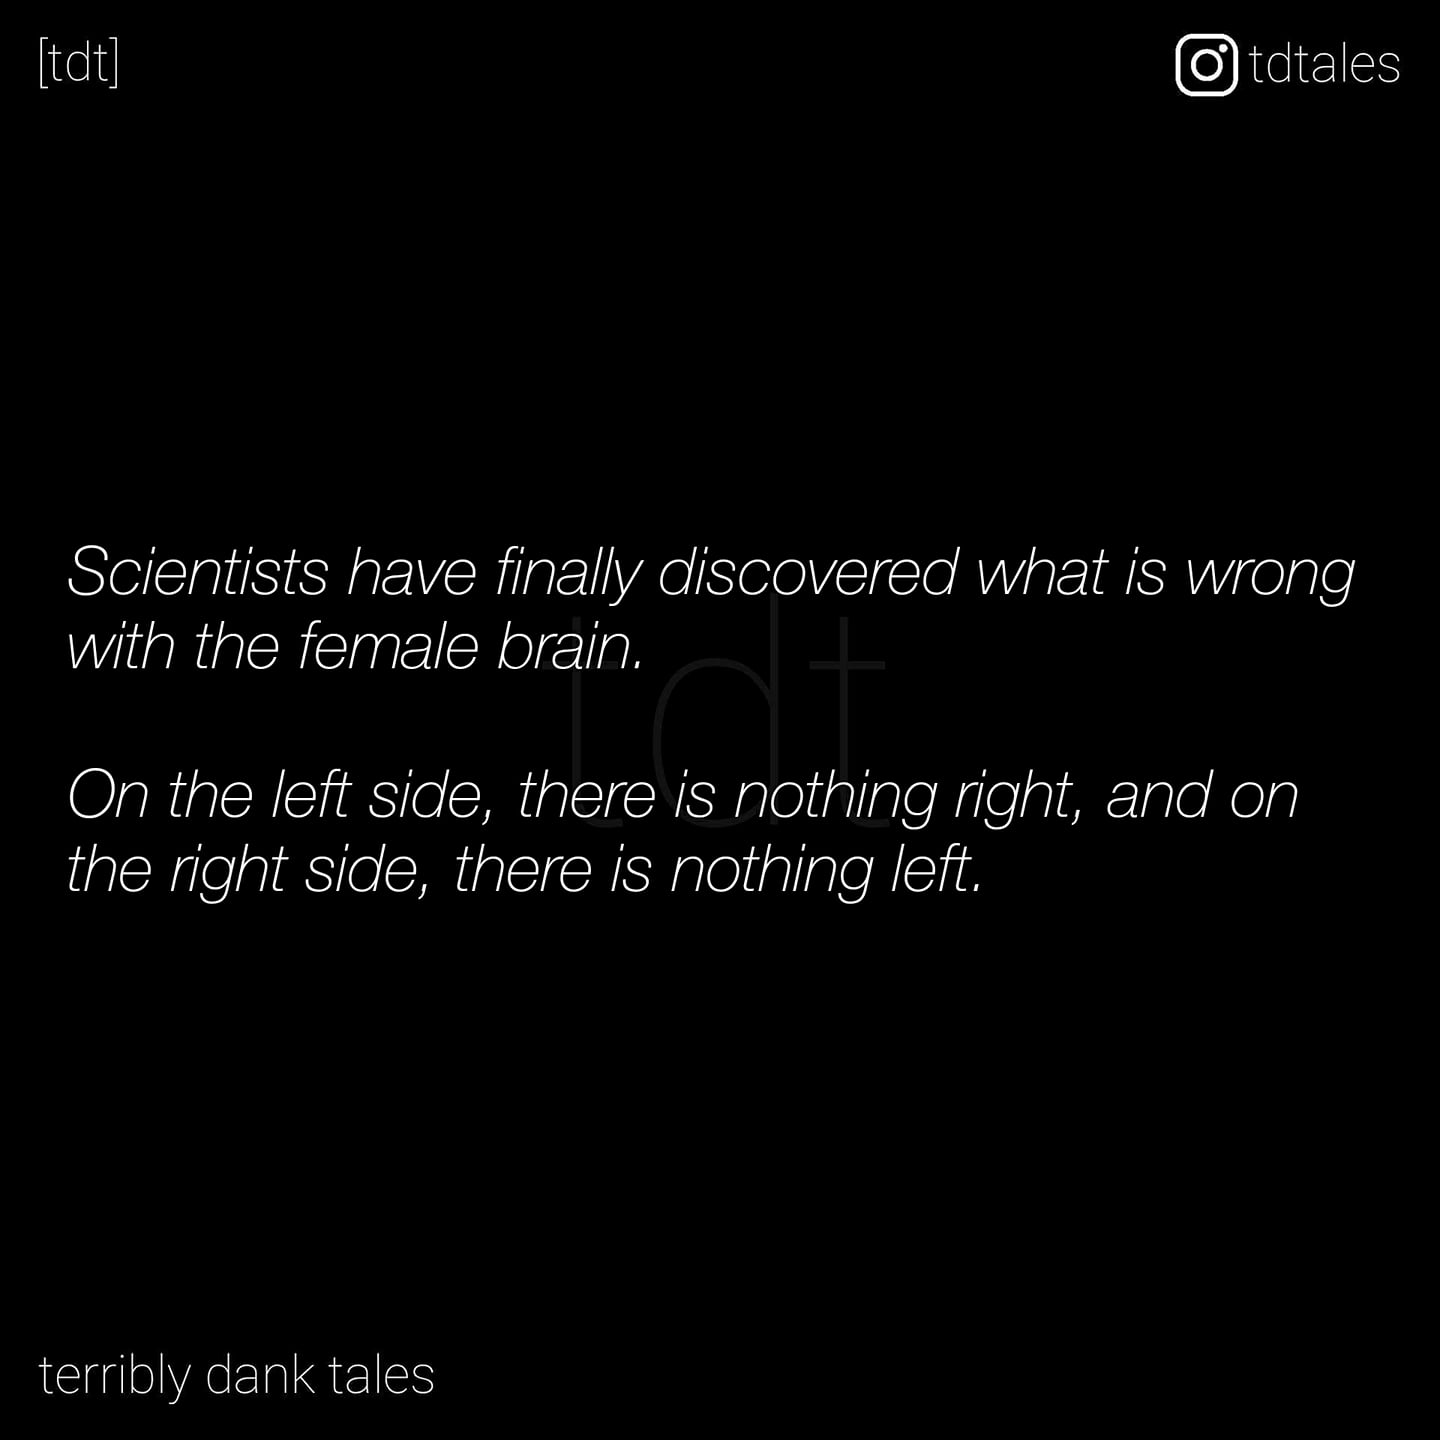 [tdt]
tdtales
Scientists have finally discovered what is wrong
with the female brain.
tdt
On the left side, there is nothing right, and on
the right side, there is nothing left.
terribly dank tales